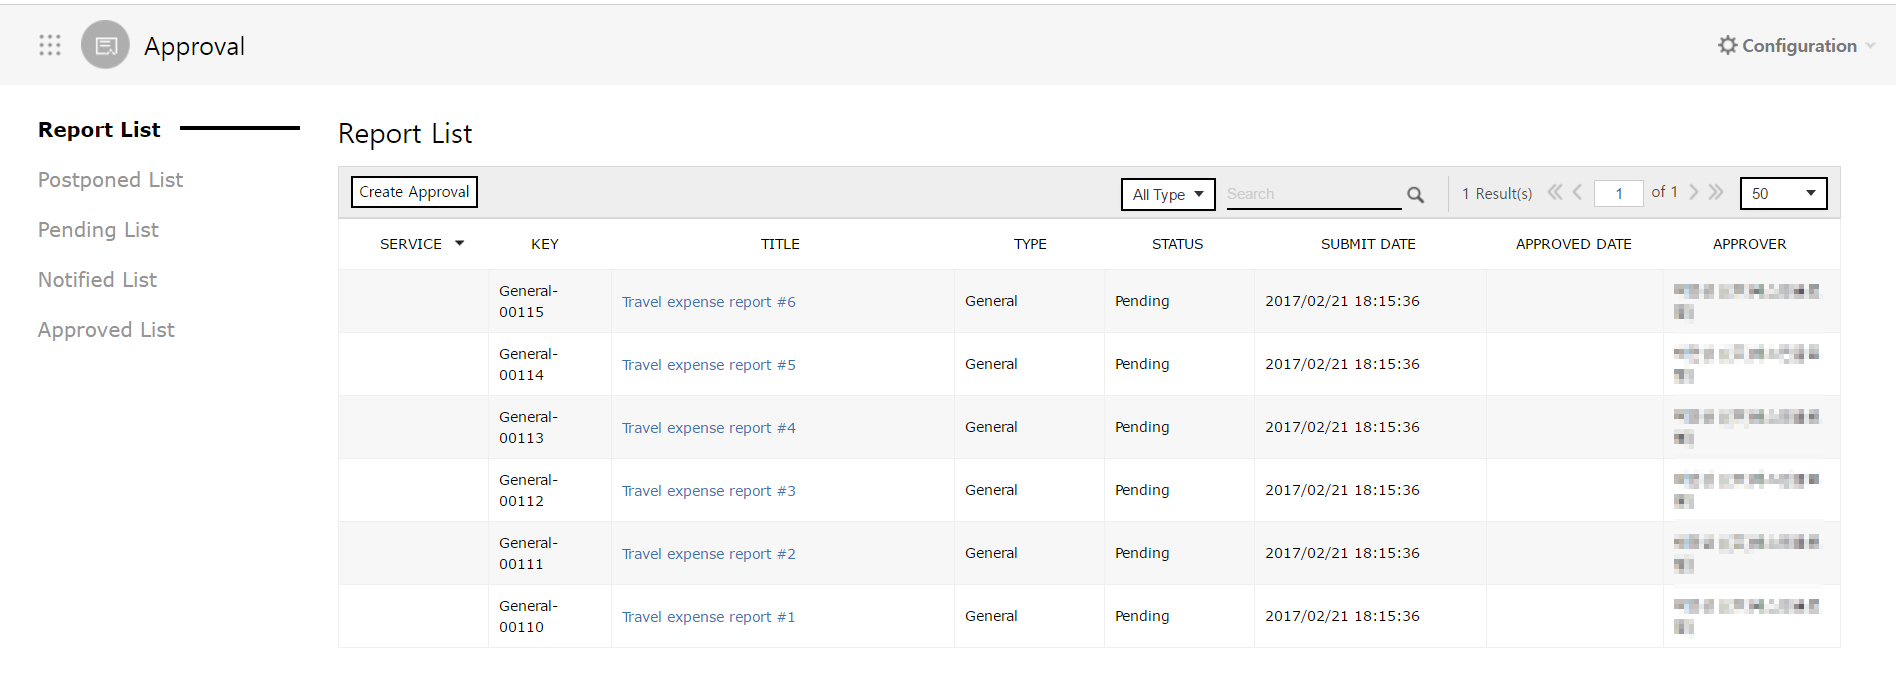 Approval
Configuration
Report List
Postponed List
Pending List
Notified List
Approved List
Report List
Create Approval
All Type
Search
1 Result(s)
1
of 1
50
SERVICE KEY TITLE TYPE STATUS SUBMIT DATE APPROVED DATE APPROVER
General-
00115
Travel expense report #6
General
Pending
2017/02/21 18:15:36
General-
00114
Travel expense report #5
General
Pending
2017/02/21 18:15:36
General-
00113
Travel expense report #4
General
Pending
2017/02/21 18:15:36
General-
00112
Travel expense report #3
General
Pending
2017/02/21 18:15:36
General-
00111
Travel expense report #2
General
Pending
2017/02/21 18:15:36
General-
00110
Travel expense report #1
General
Pending
2017/02/21 18:15:36